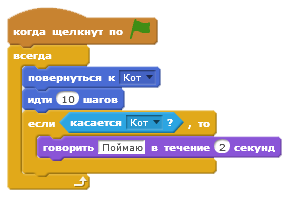 когда щелкнут по
всегда
повернуться к Кот
идти 10 шагов
если касается Кот ? , то
говорить Поймаю в течение 2 секунд